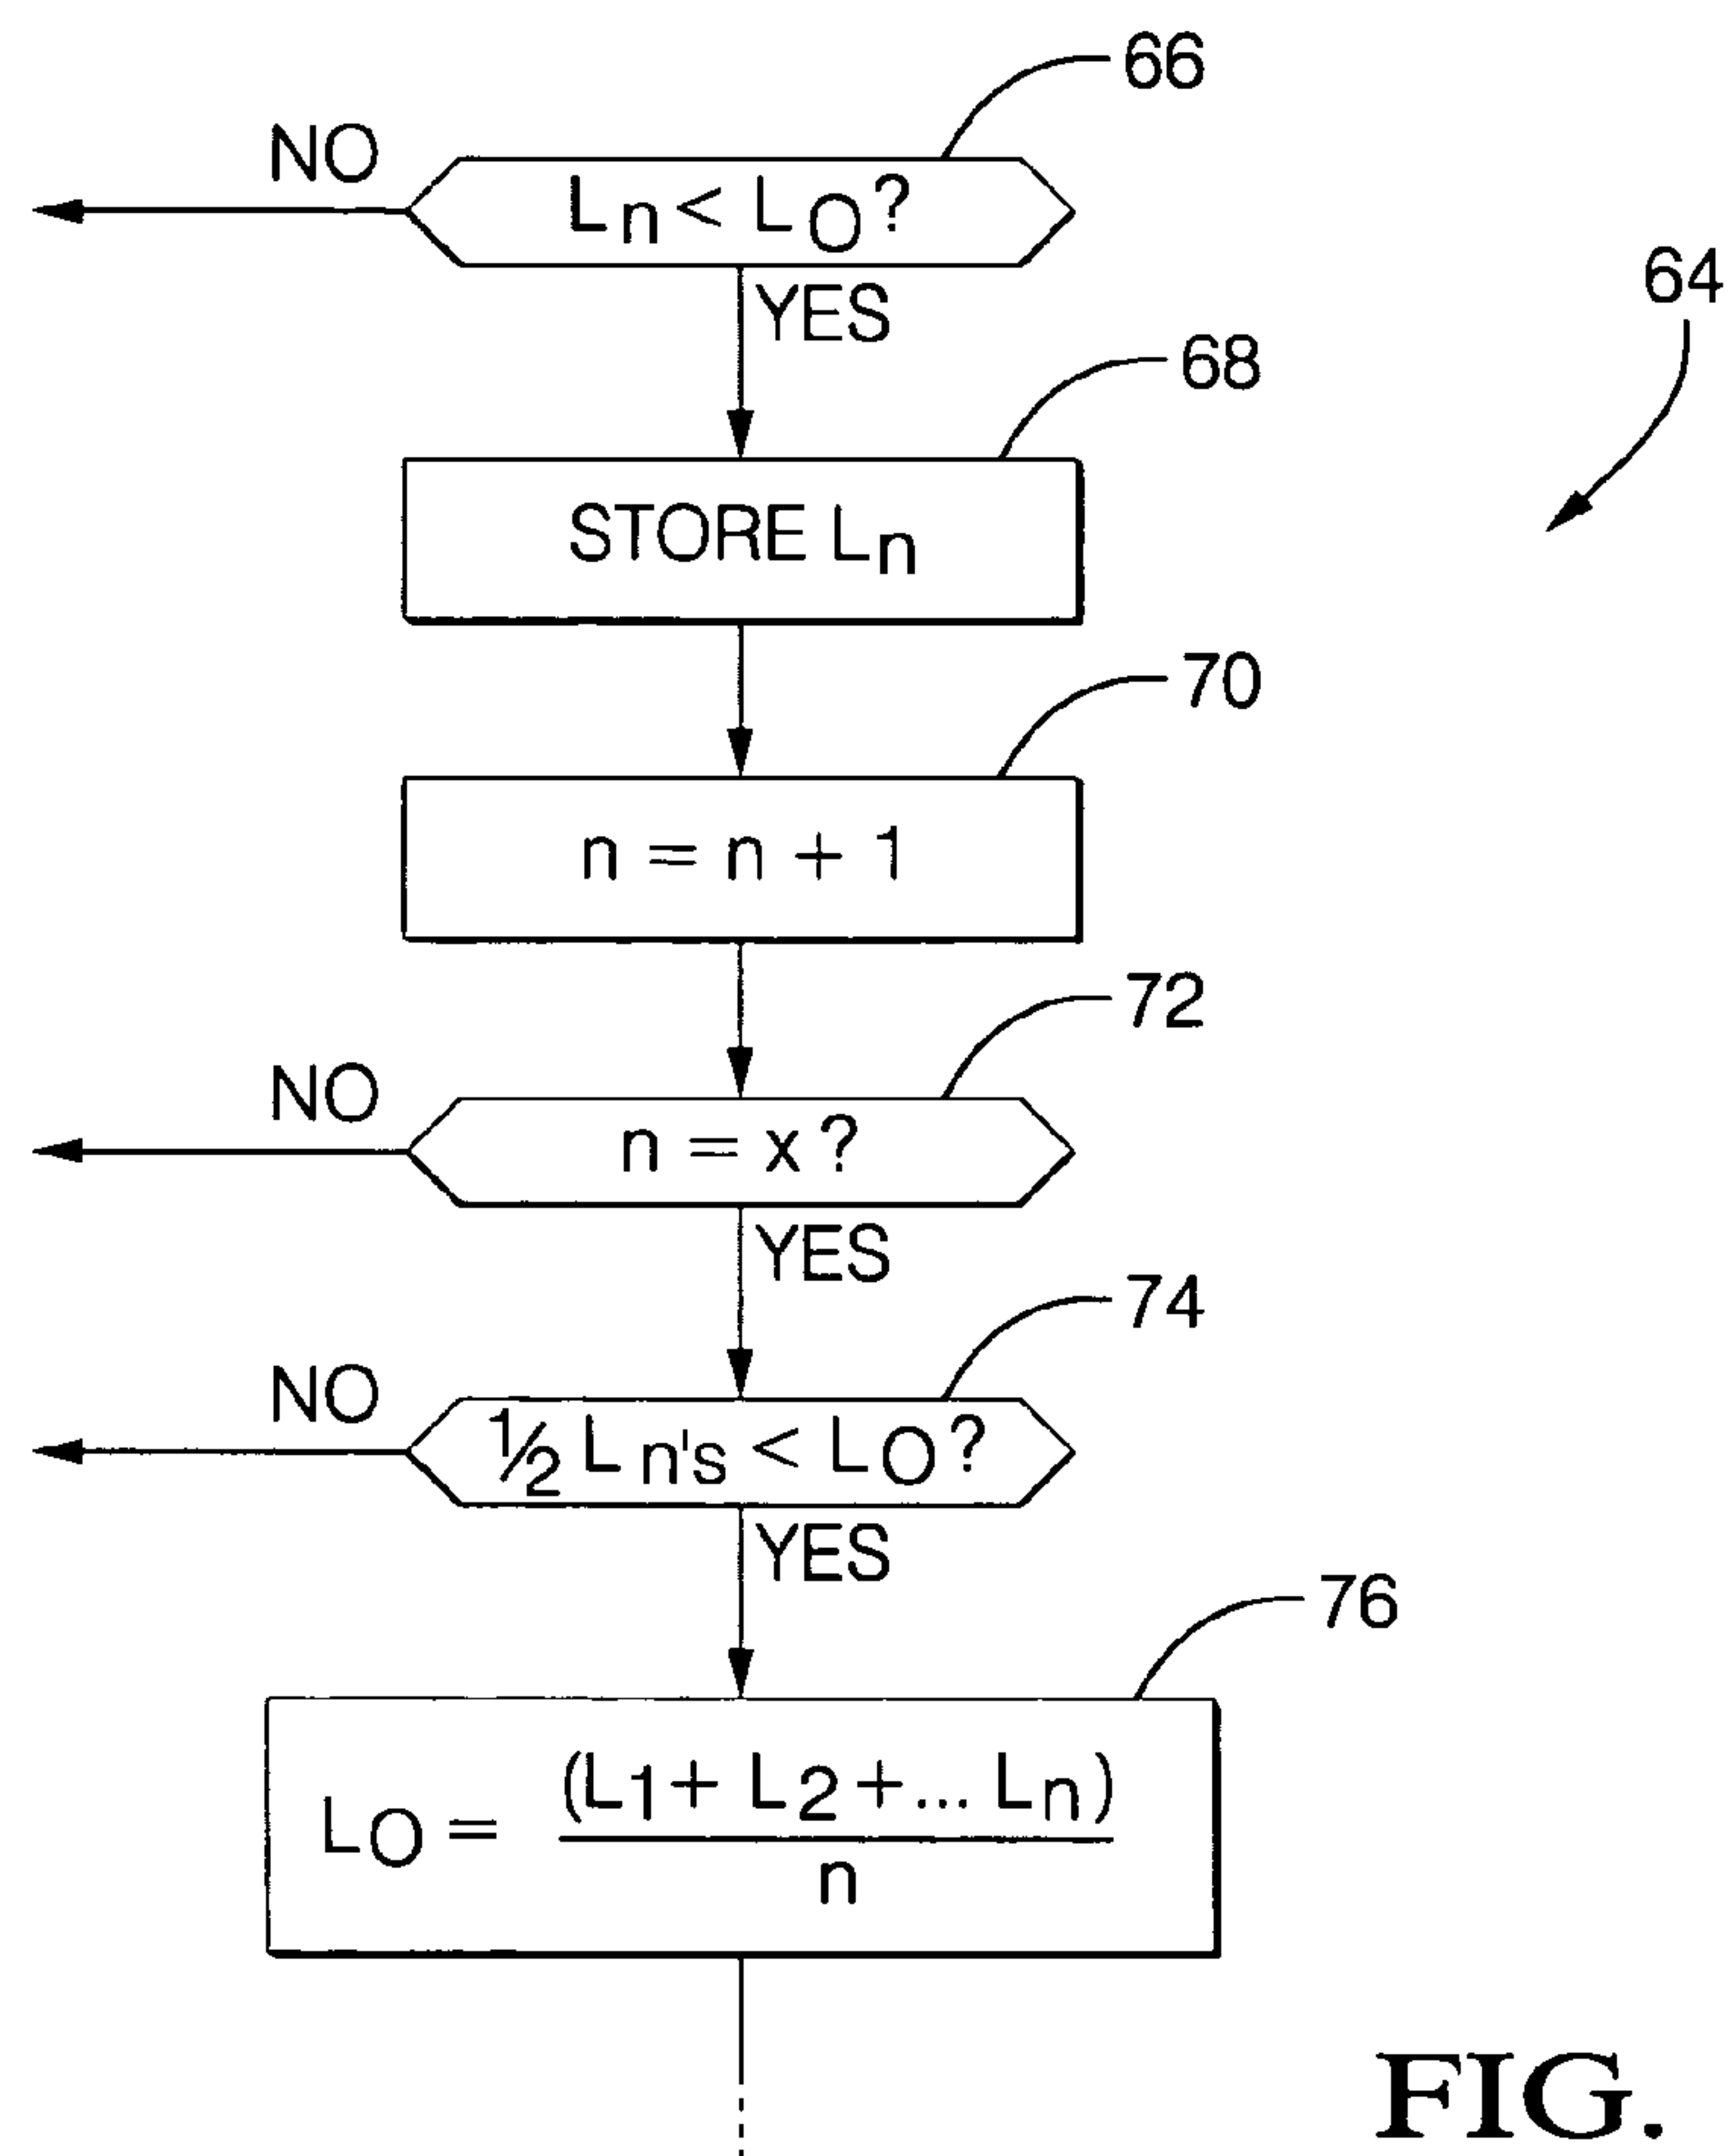 66
NO
Ln < LO?
64
YES
68
STORE Ln
70
n = n + 1
72
NO
n = x?
YES
74
NO
½ Ln's < LO?
YES
76
LO = (L1 + L2 + ... Ln) / n
FIG.